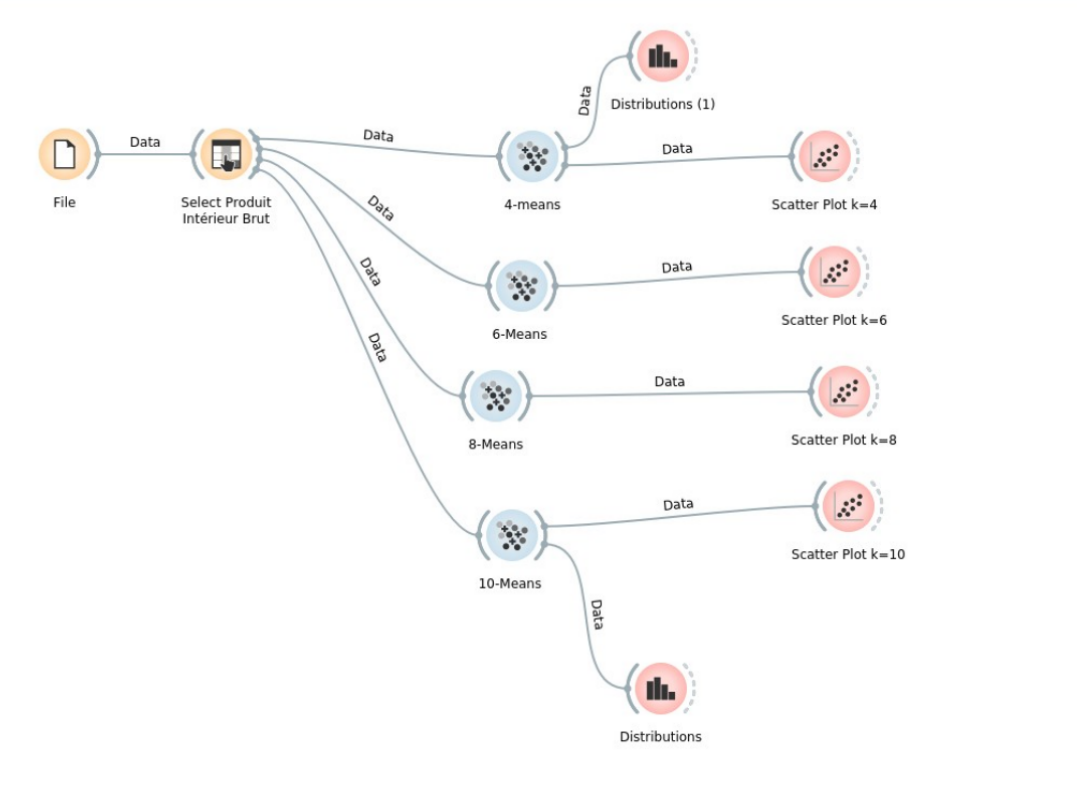 Data
Distributions (1)
Data
Data
Data
File
Select Produit
Intérieur Brut
4-means
Scatter Plot k=4
Data
Data
6-Means
Scatter Plot k=6
Data
Data
8-Means
Scatter Plot k=8
Data
Data
10-Means
Scatter Plot k=10
Data
Distributions